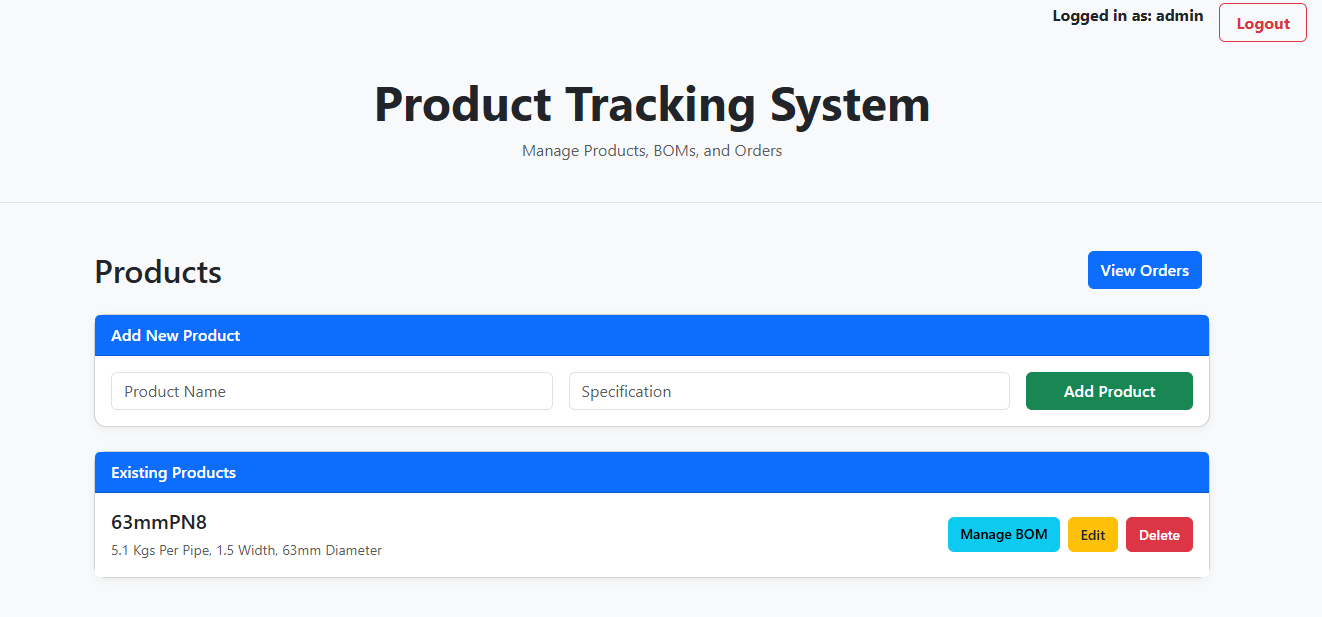 Logged in as: admin
Logout
Product Tracking System
Manage Products, BOMs, and Orders
Products
View Orders
Add New Product
Product Name
Specification
Add Product
Existing Products
63mmPN8
5.1 Kgs Per Pipe, 1.5 Width, 63mm Diameter
Manage BOM
Edit
Delete